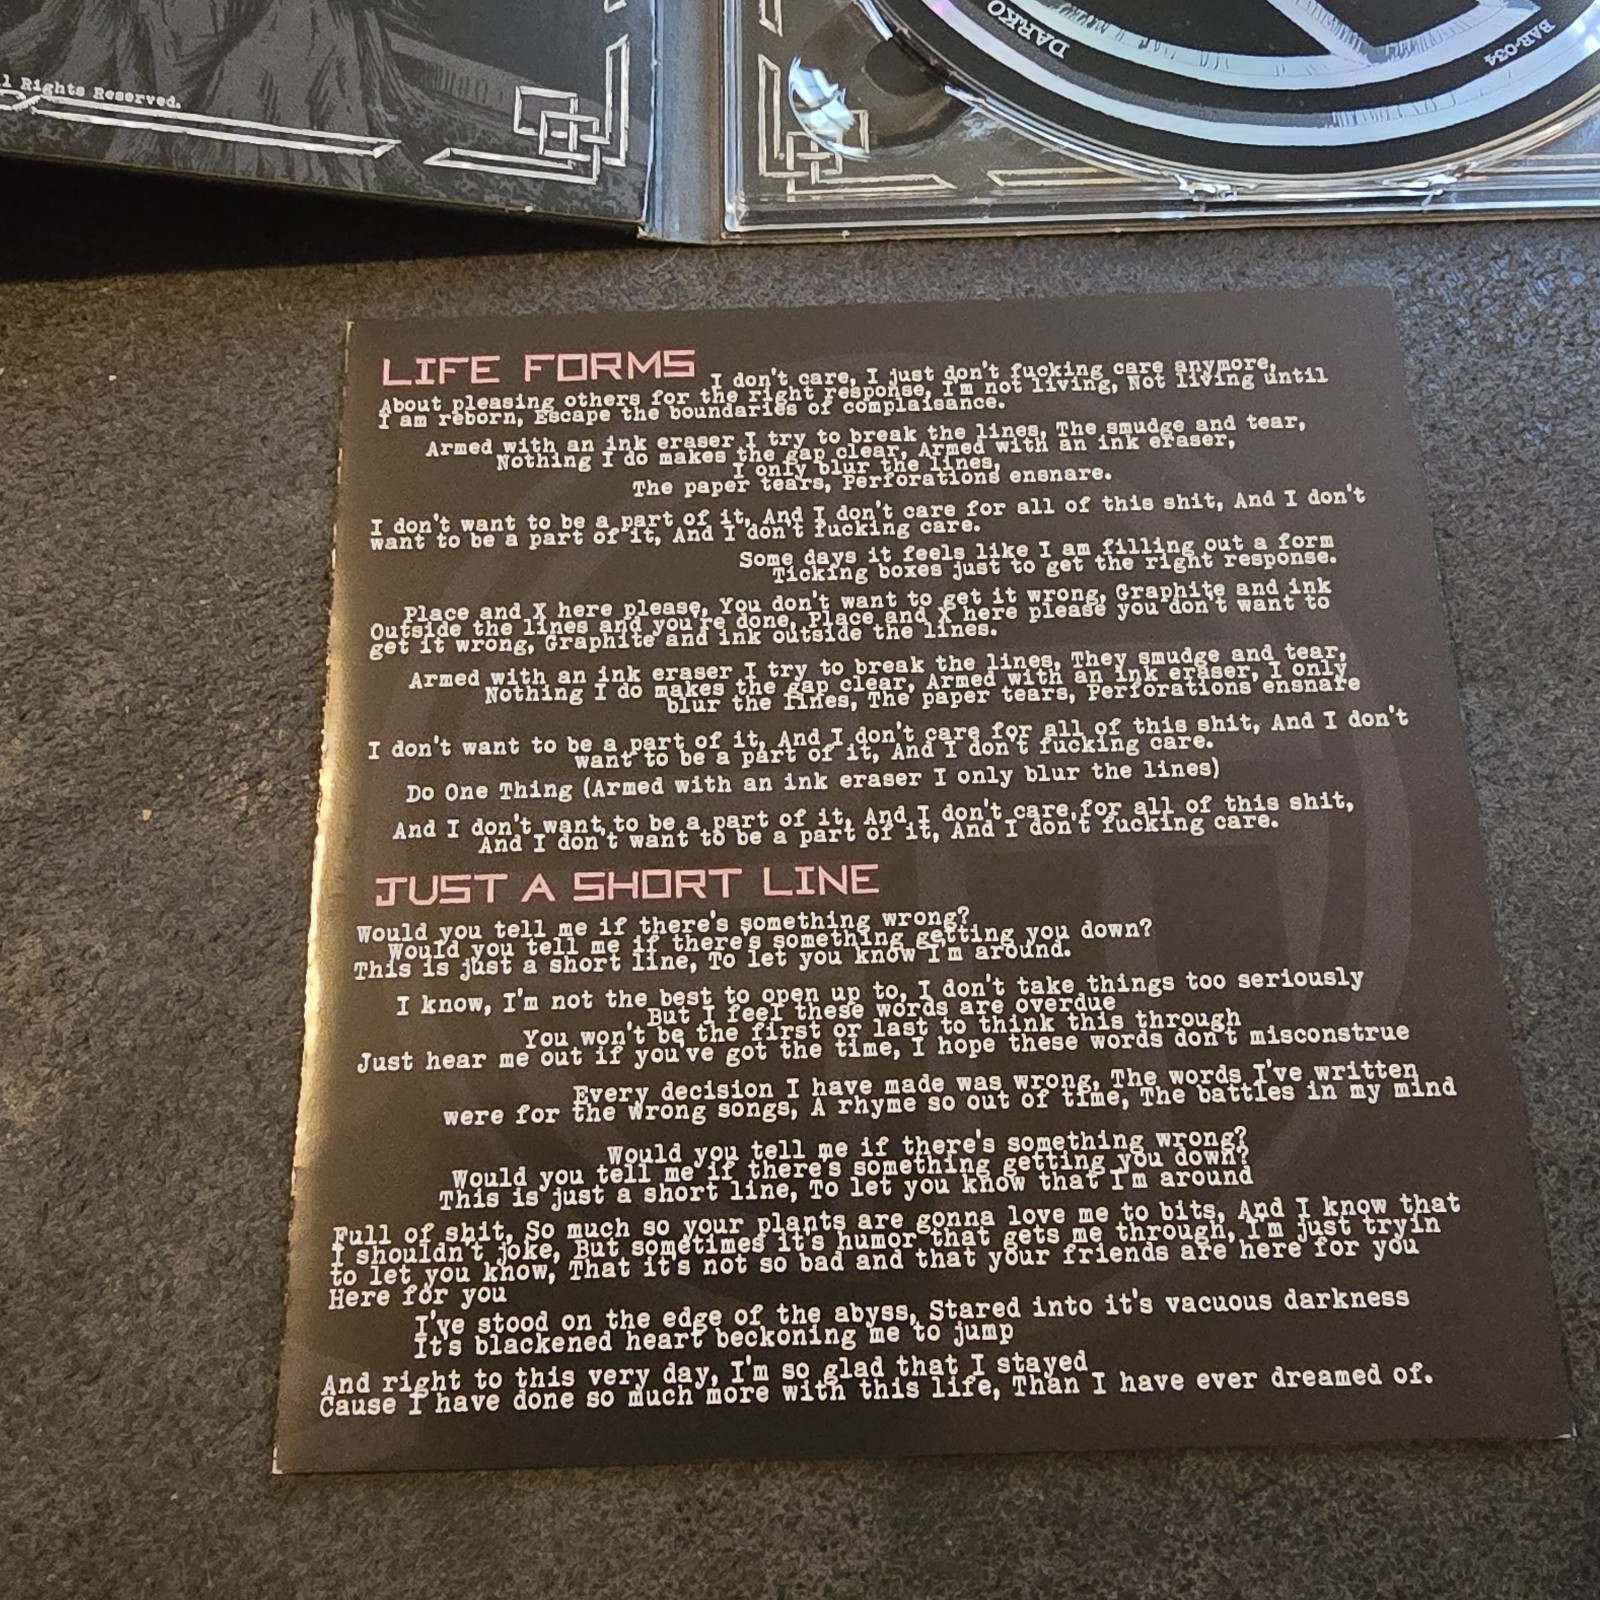 ll Rights Reserved.
DARKO
BAB-034
LIFE FORMS
I don't care, I just don't fucking care anymore,
About pleasing others for the right response, I'm not living, Not living until
I am reborn, Escape the boundaries of complaisance.
Armed with an ink eraser I try to break the lines, The smudge and tear,
Nothing I do makes the gap clear, Armed with an ink eraser,
I only blur the lines,
The paper tears, Perforations ensnare.
I don't want to be a part of it, And I don't care for all of this shit, And I don't
want to be a part of it, And I don't fucking care.
Some days it feels like I am filling out a form
Ticking boxes just to get the right response.
Place and X here please, You don't want to get it wrong, Graphite and ink
Outside the lines and you're done, Place and X here please you don't want to
get it wrong, Graphite and ink outside the lines.
Armed with an ink eraser I try to break the lines, They smudge and tear,
Nothing I do makes the gap clear, Armed with an ink eraser, I only
blur the lines, The paper tears, Perforations ensnare
I don't want to be a part of it, And I don't care for all of this shit, And I don't
want to be a part of it, And I don't fucking care.
Do One Thing (Armed with an ink eraser I only blur the lines)
And I don't want to be a part of it, And I don't care for all of this shit,
And I don't want to be a part of it, And I don't fucking care.
JUST A SHORT LINE
Would you tell me if there's something wrong?
Would you tell me if there's something getting you down?
This is just a short line, To let you know I'm around.
I know, I'm not the best to open up to, I don't take things too seriously
But I feel these words are overdue
You won't be the first or last to think this through
Just hear me out if you've got the time, I hope these words don't misconstrue
Every decision I have made was wrong, The words I've written
were for the wrong songs, A rhyme so out of time, The battles in my mind
Would you tell me if there's something wrong?
Would you tell me if there's something getting you down?
This is just a short line, To let you know that I'm around
Full of shit, So much so your plants are gonna love me to bits, And I know that
I shouldn't joke, But sometimes it's humor that gets me through, I'm just tryin
to let you know, That it's not so bad and that your friends are here for you
Here for you
I've stood on the edge of the abyss, Stared into it's vacuous darkness
It's blackened heart beckoning me to jump
And right to this very day, I'm so glad that I stayed
Cause I have done so much more with this life, Than I have ever dreamed of.